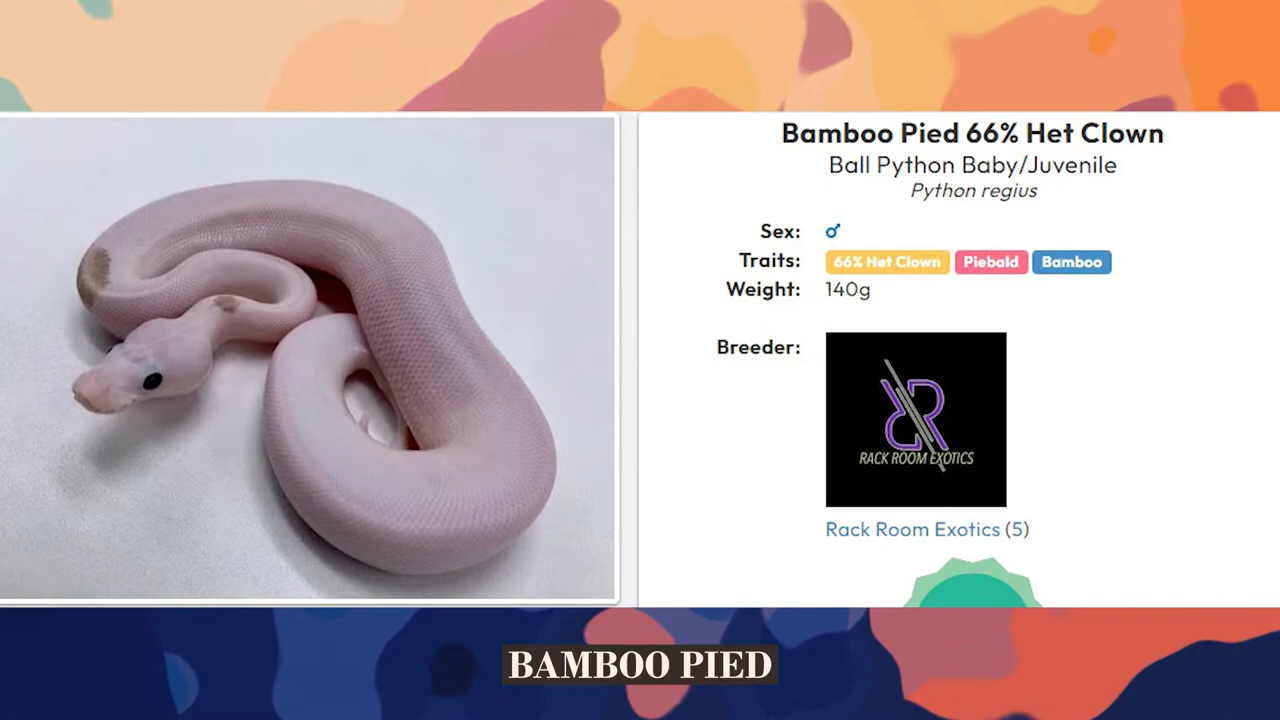 Bamboo Pied 66% Het Clown
Ball Python Baby/Juvenile
Python regius
Sex: ♂
Traits: 66% Het Clown Piebald Bamboo
Weight: 140g
Breeder:
RR
RACK ROOM EXOTICS
Rack Room Exotics (5)
BAMBOO PIED